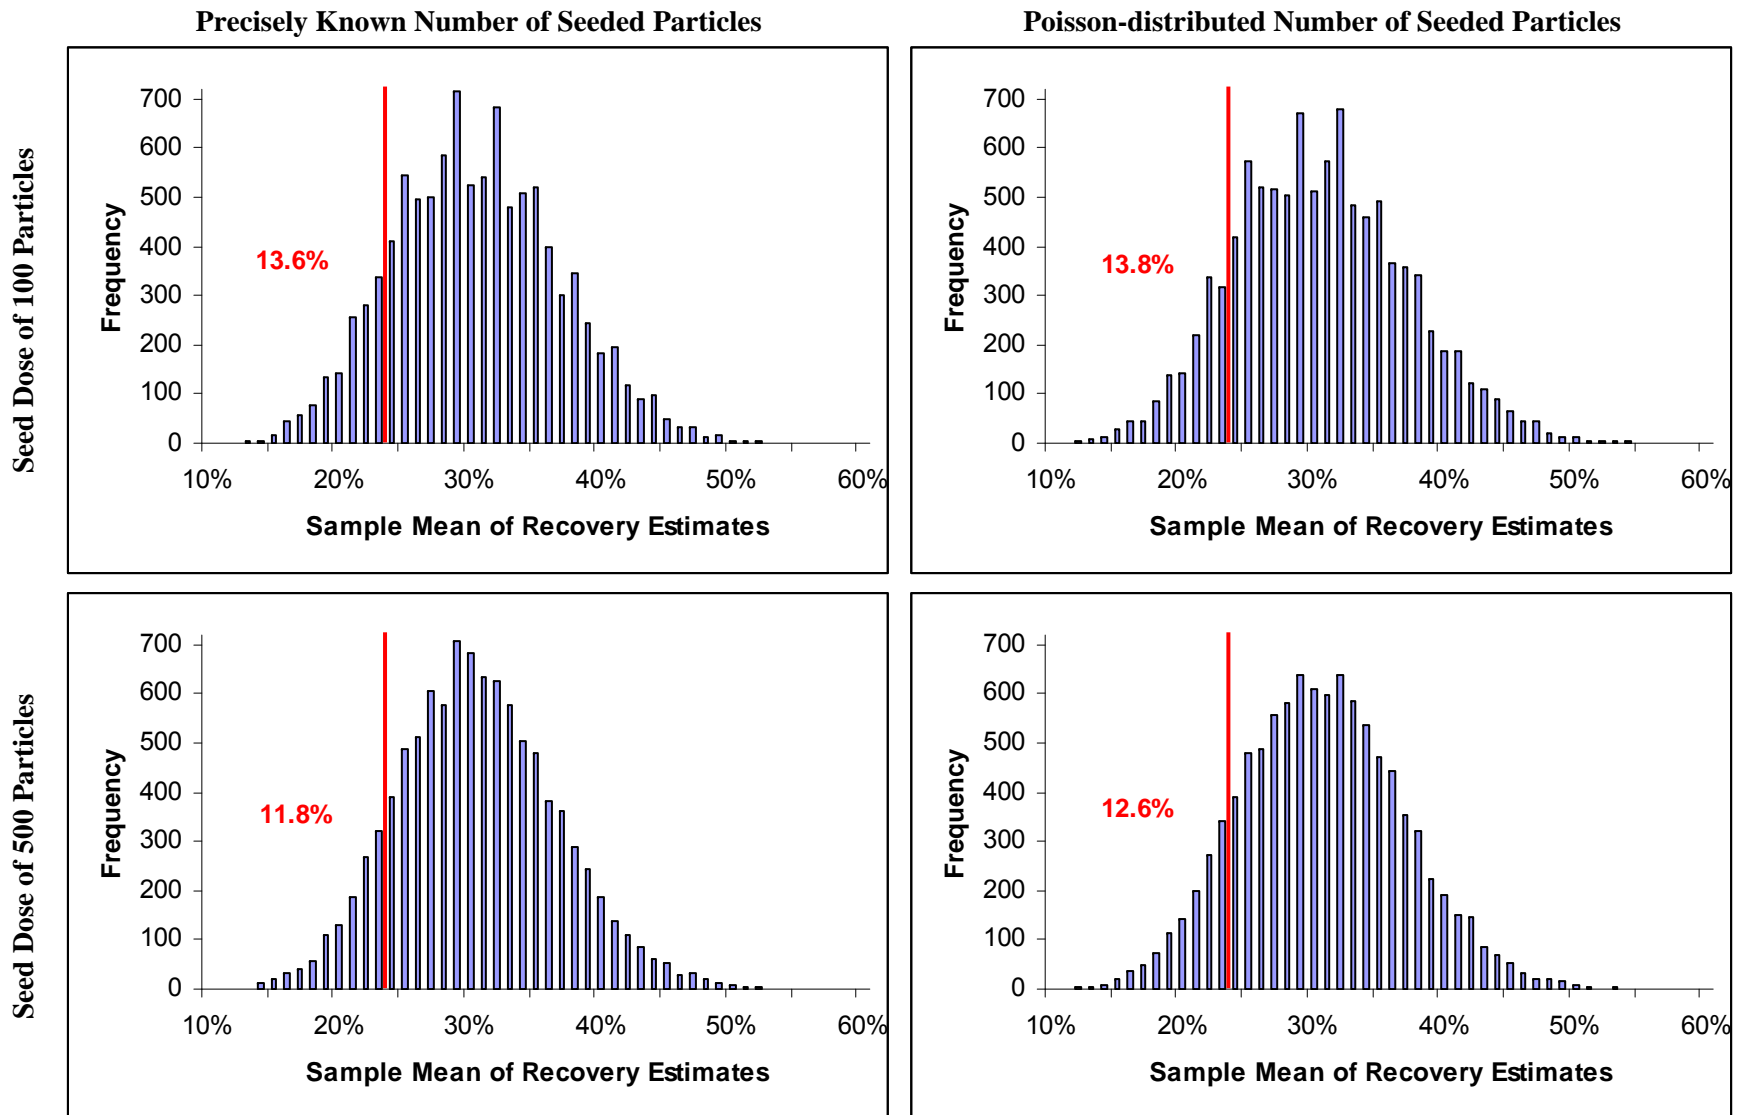 Precisely Known Number of Seeded Particles
Poisson-distributed Number of Seeded Particles
Seed Dose of 100 Particles
Frequency
700
600
500
400
300
200
100
0
13.6%
10% 20% 30% 40% 50% 60%
Sample Mean of Recovery Estimates
Frequency
700
600
500
400
300
200
100
0
13.8%
10% 20% 30% 40% 50% 60%
Sample Mean of Recovery Estimates
Seed Dose of 500 Particles
Frequency
700
600
500
400
300
200
100
0
11.8%
10% 20% 30% 40% 50% 60%
Sample Mean of Recovery Estimates
Frequency
700
600
500
400
300
200
100
0
12.6%
10% 20% 30% 40% 50% 60%
Sample Mean of Recovery Estimates